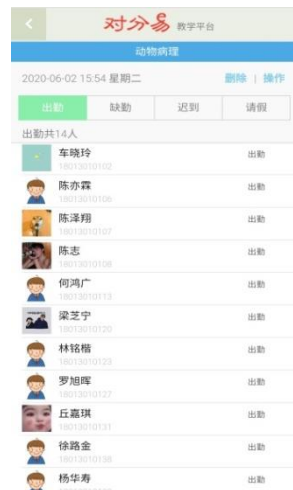 对分易 教学平台
动物病理
2020-06-02 15:54 星期二 删除 | 操作
出勤 缺勤 迟到 请假
出勤共14人
车晓玲 出勤
18013010102
陈亦霖 出勤
18013010106
陈泽翔 出勤
18013010107
陈志 出勤
18013010108
何鸿广 出勤
18013010113
梁芝宁 出勤
18013010120
林铭楷 出勤
18013010123
罗旭晖 出勤
18013010127
丘嘉琪 出勤
18013010131
徐路金 出勤
18013010138
杨华寿 出勤